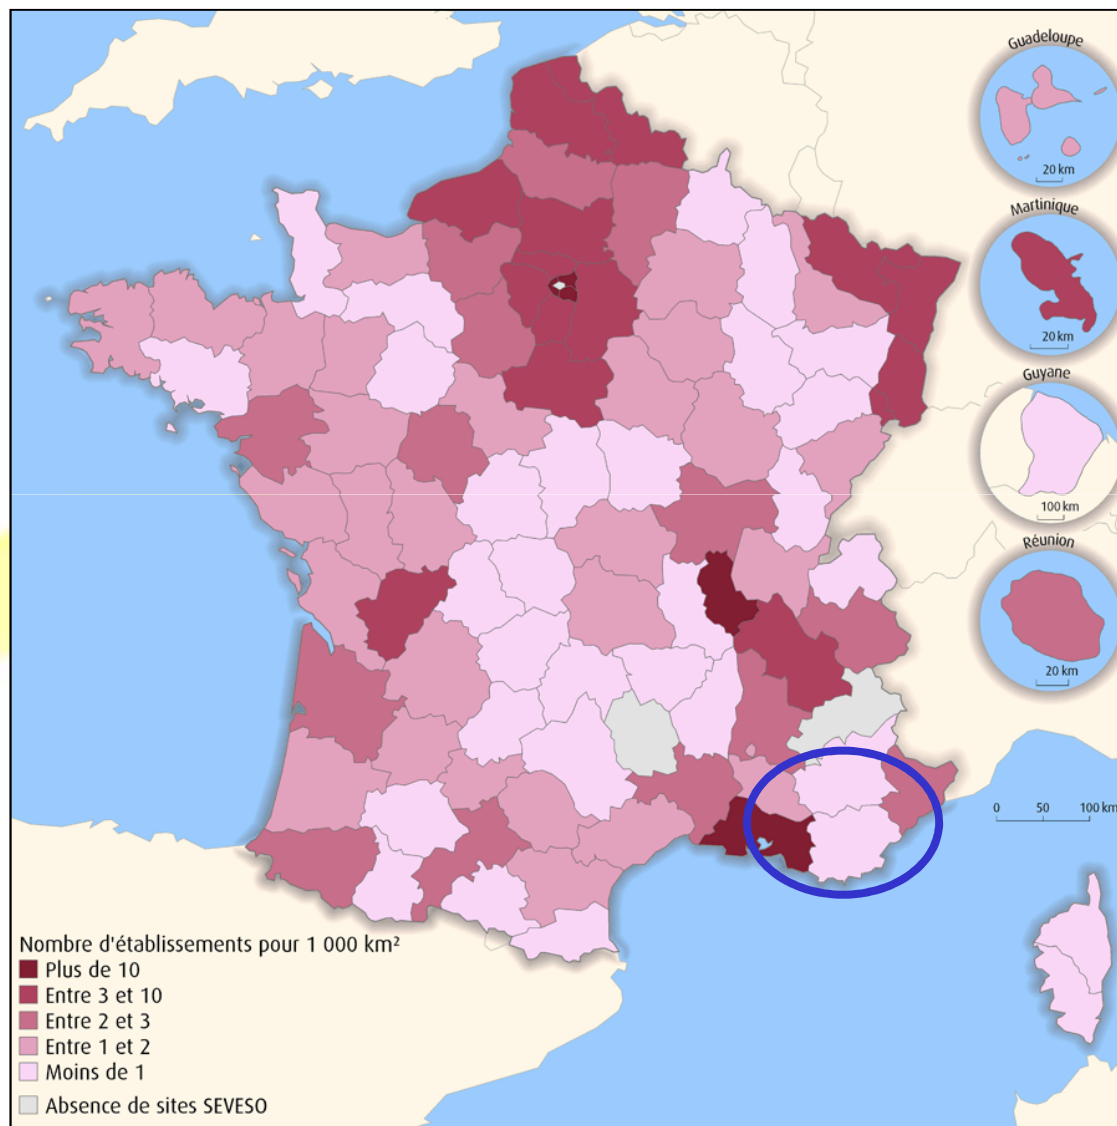 Guadeloupe
20 km
Martinique
20 km
Guyane
100 km
Réunion
20 km
0 50 100 km
Nombre d'établissements pour 1 000 km²
Plus de 10
Entre 3 et 10
Entre 2 et 3
Entre 1 et 2
Moins de 1
Absence de sites SEVESO